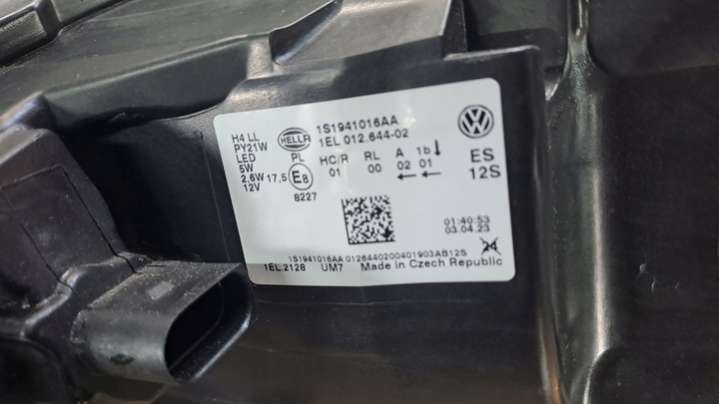 H4 LL
PY21W
LED
5W
2,6W
12V
HELLA
1S1941016AA
1EL 012.644-02
PL
HC/R
RL
A
1b
17,5
E8
01
00
02
01
8227
ES
12S
01:40:53
03.04.23
1S1941016AA 0126440200401903AB12S
1EL.2128 UM7 Made in Czech Republic